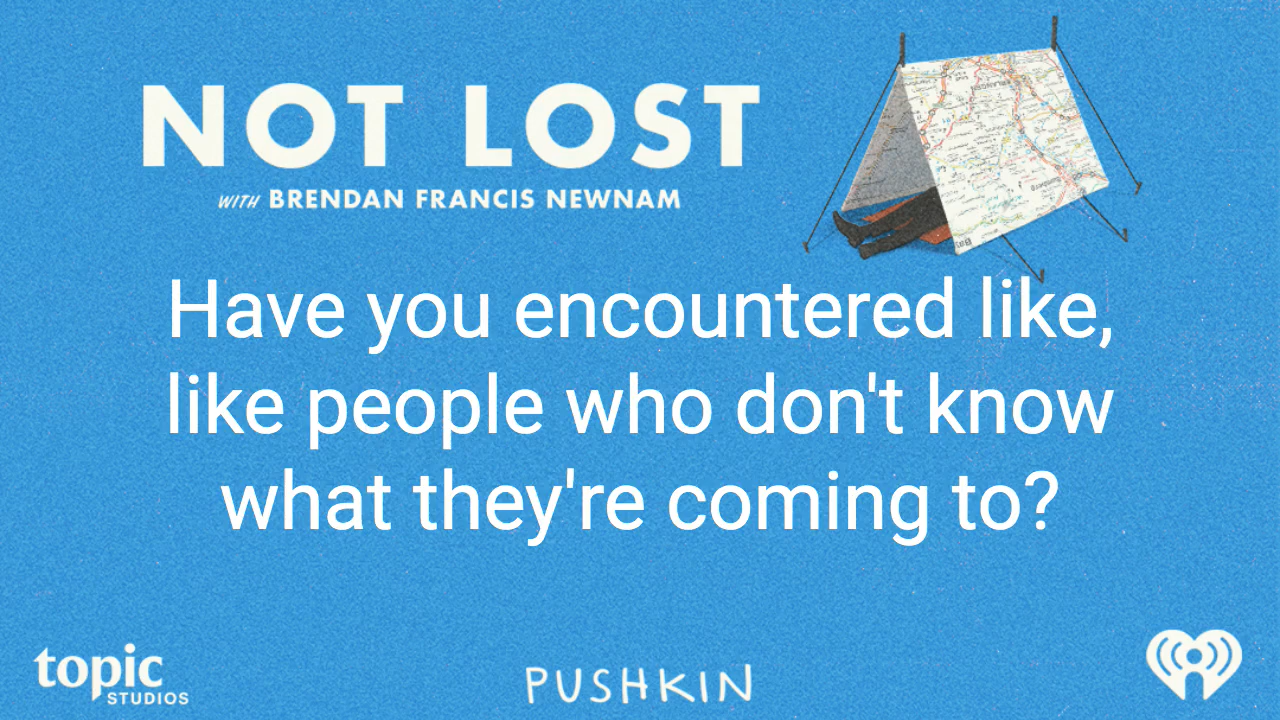 NOT LOST
WITH BRENDAN FRANCIS NEWNAM
Have you encountered like,
like people who don't know
what they're coming to?
topic
STUDIOS
PUSHKIN